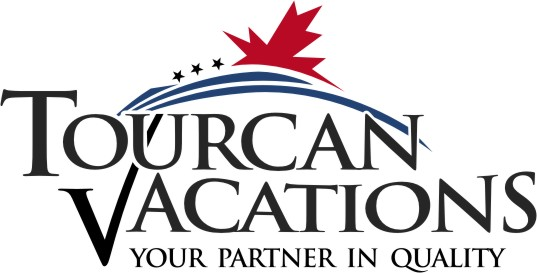 TOURCAN
VACATIONS
YOUR PARTNER IN QUALITY